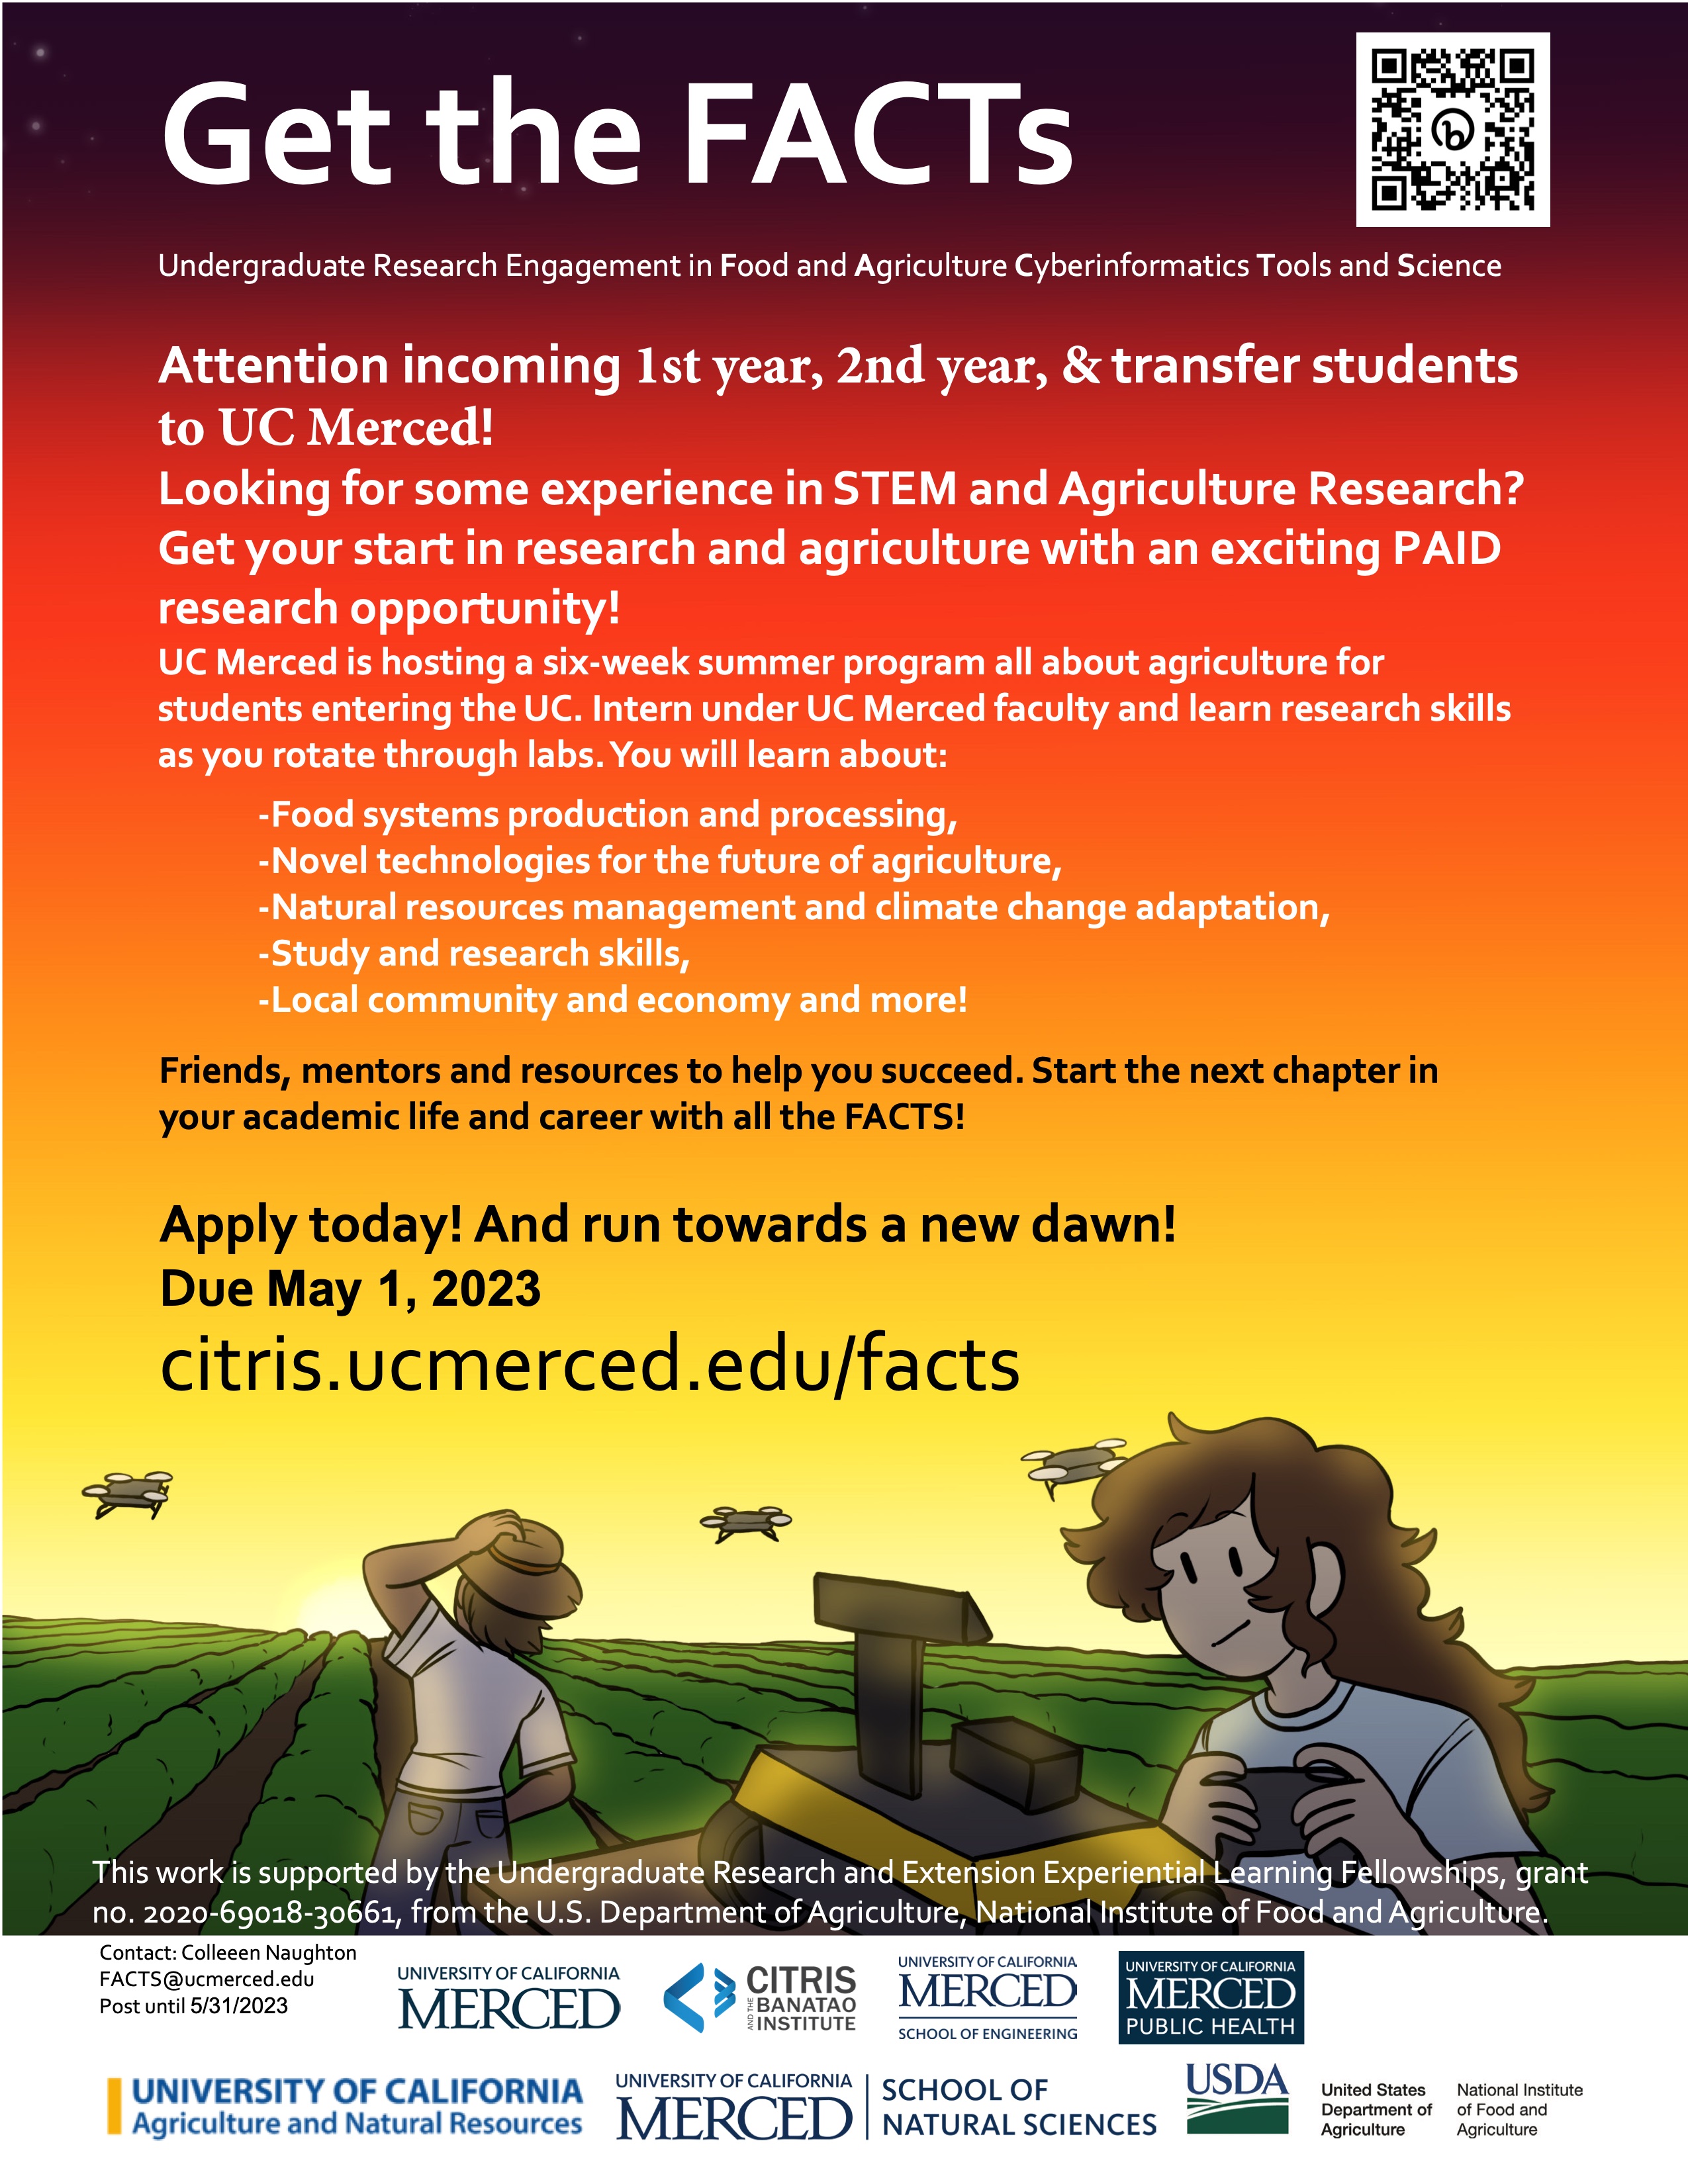 Get the FACTs
Undergraduate Research Engagement in Food and Agriculture Cyberinformatics Tools and Science
Attention incoming 1st year, 2nd year, & transfer students
to UC Merced!
Looking for some experience in STEM and Agriculture Research?
Get your start in research and agriculture with an exciting PAID
research opportunity!
UC Merced is hosting a six-week summer program all about agriculture for
students entering the UC. Intern under UC Merced faculty and learn research skills
as you rotate through labs. You will learn about:
-Food systems production and processing,
-Novel technologies for the future of agriculture,
-Natural resources management and climate change adaptation,
-Study and research skills,
-Local community and economy and more!
Friends, mentors and resources to help you succeed. Start the next chapter in
your academic life and career with all the FACTS!
Apply today! And run towards a new dawn!
Due May 1, 2023
citris.ucmerced.edu/facts
This work is supported by the Undergraduate Research and Extension Experiential Learning Fellowships, grant
no. 2020-69018-30661, from the U.S. Department of Agriculture, National Institute of Food and Agriculture.
Contact: Colleeen Naughton
FACTS@ucmerced.edu
Post until 5/31/2023
UNIVERSITY OF CALIFORNIA
MERCED
CITRIS
AND THE
BANATAO
INSTITUTE
UNIVERSITY OF CALIFORNIA
MERCED
SCHOOL OF ENGINEERING
UNIVERSITY OF CALIFORNIA
MERCED
PUBLIC HEALTH
UNIVERSITY OF CALIFORNIA
Agriculture and Natural Resources
UNIVERSITY OF CALIFORNIA
MERCED
SCHOOL OF
NATURAL SCIENCES
USDA
United States
Department of
Agriculture
National Institute
of Food and
Agriculture